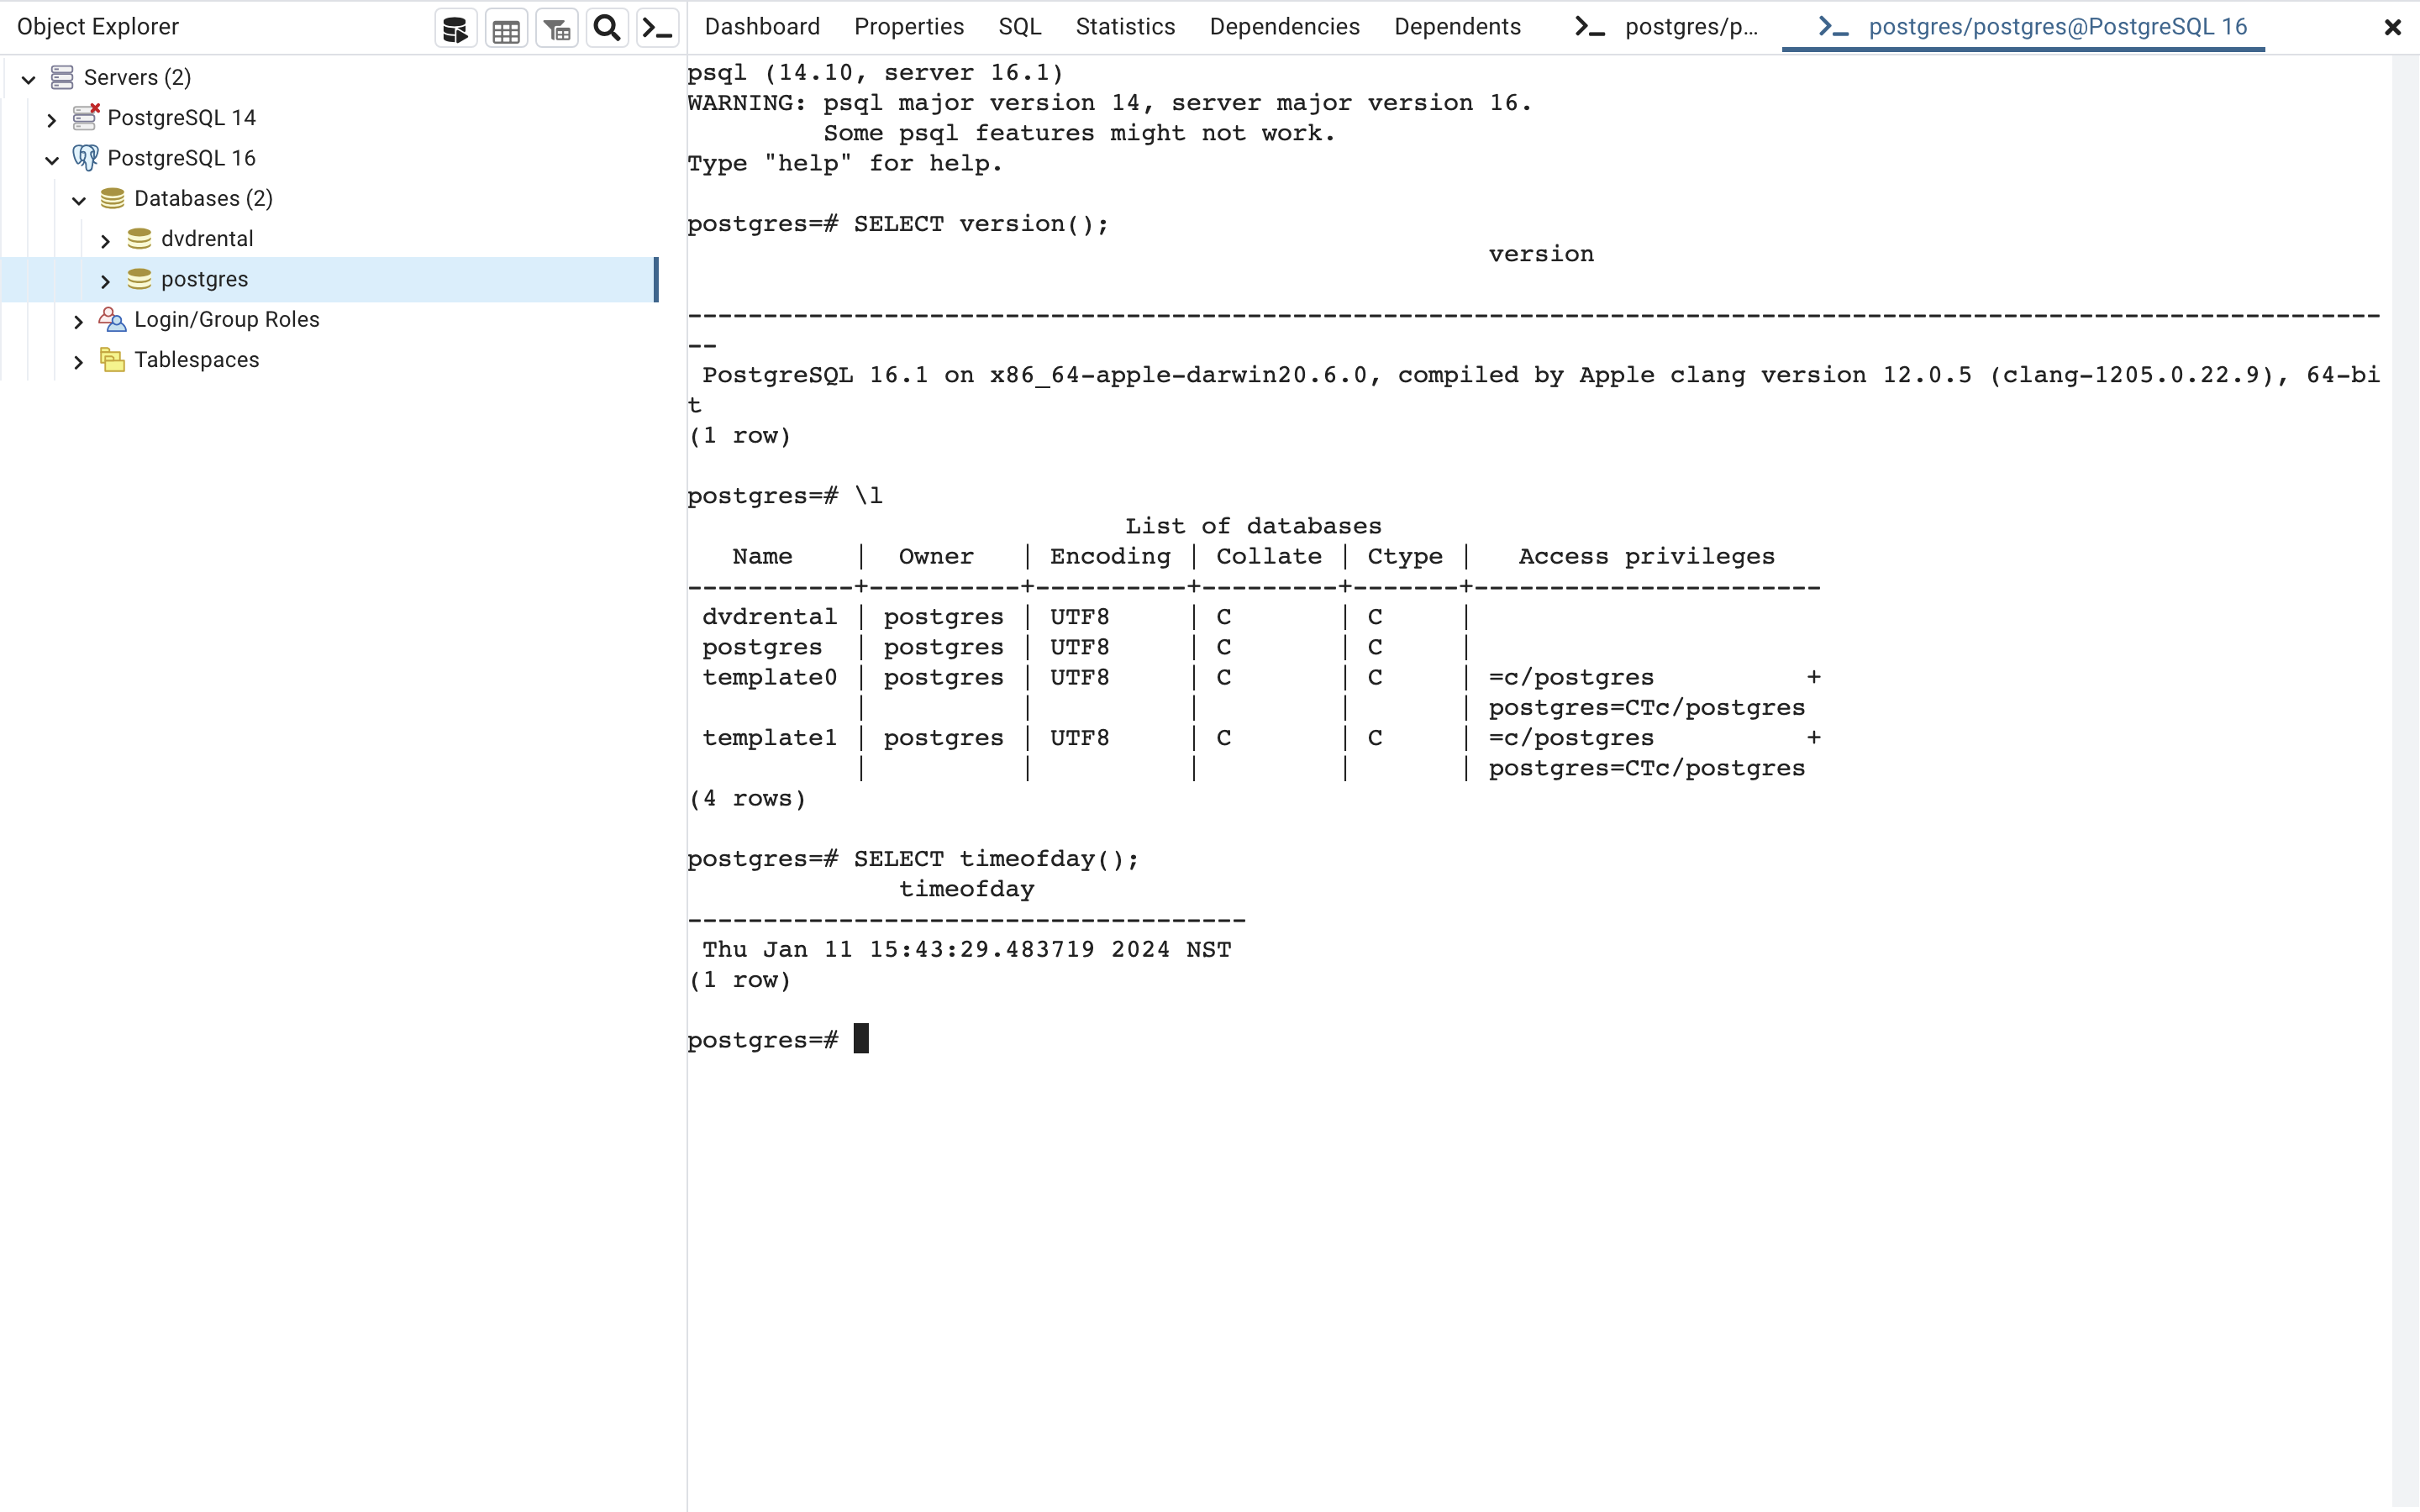 Object Explorer
Dashboard Properties SQL Statistics Dependencies Dependents >_ postgres/p... >_ postgres/postgres@PostgreSQL 16
Servers (2)
PostgreSQL 14
PostgreSQL 16
Databases (2)
dvdrental
postgres
Login/Group Roles
Tablespaces
psql (14.10, server 16.1)
WARNING: psql major version 14, server major version 16.
         Some psql features might not work.
Type "help" for help.
postgres=# SELECT version();
                                                     version
----------------------------------------------------------------------------------------------------------------
--
 PostgreSQL 16.1 on x86_64-apple-darwin20.6.0, compiled by Apple clang version 12.0.5 (clang-1205.0.22.9), 64-bi
t
(1 row)
postgres=# \l
                             List of databases
   Name    |  Owner   | Encoding | Collate | Ctype |   Access privileges
-----------+----------+----------+---------+-------+-----------------------
 dvdrental | postgres | UTF8     | C       | C     |
 postgres  | postgres | UTF8     | C       | C     |
 template0 | postgres | UTF8     | C       | C     | =c/postgres          +
           |          |          |         |       | postgres=CTc/postgres
 template1 | postgres | UTF8     | C       | C     | =c/postgres          +
           |          |          |         |       | postgres=CTc/postgres
(4 rows)
postgres=# SELECT timeofday();
              timeofday
-------------------------------------
 Thu Jan 11 15:43:29.483719 2024 NST
(1 row)
postgres=#